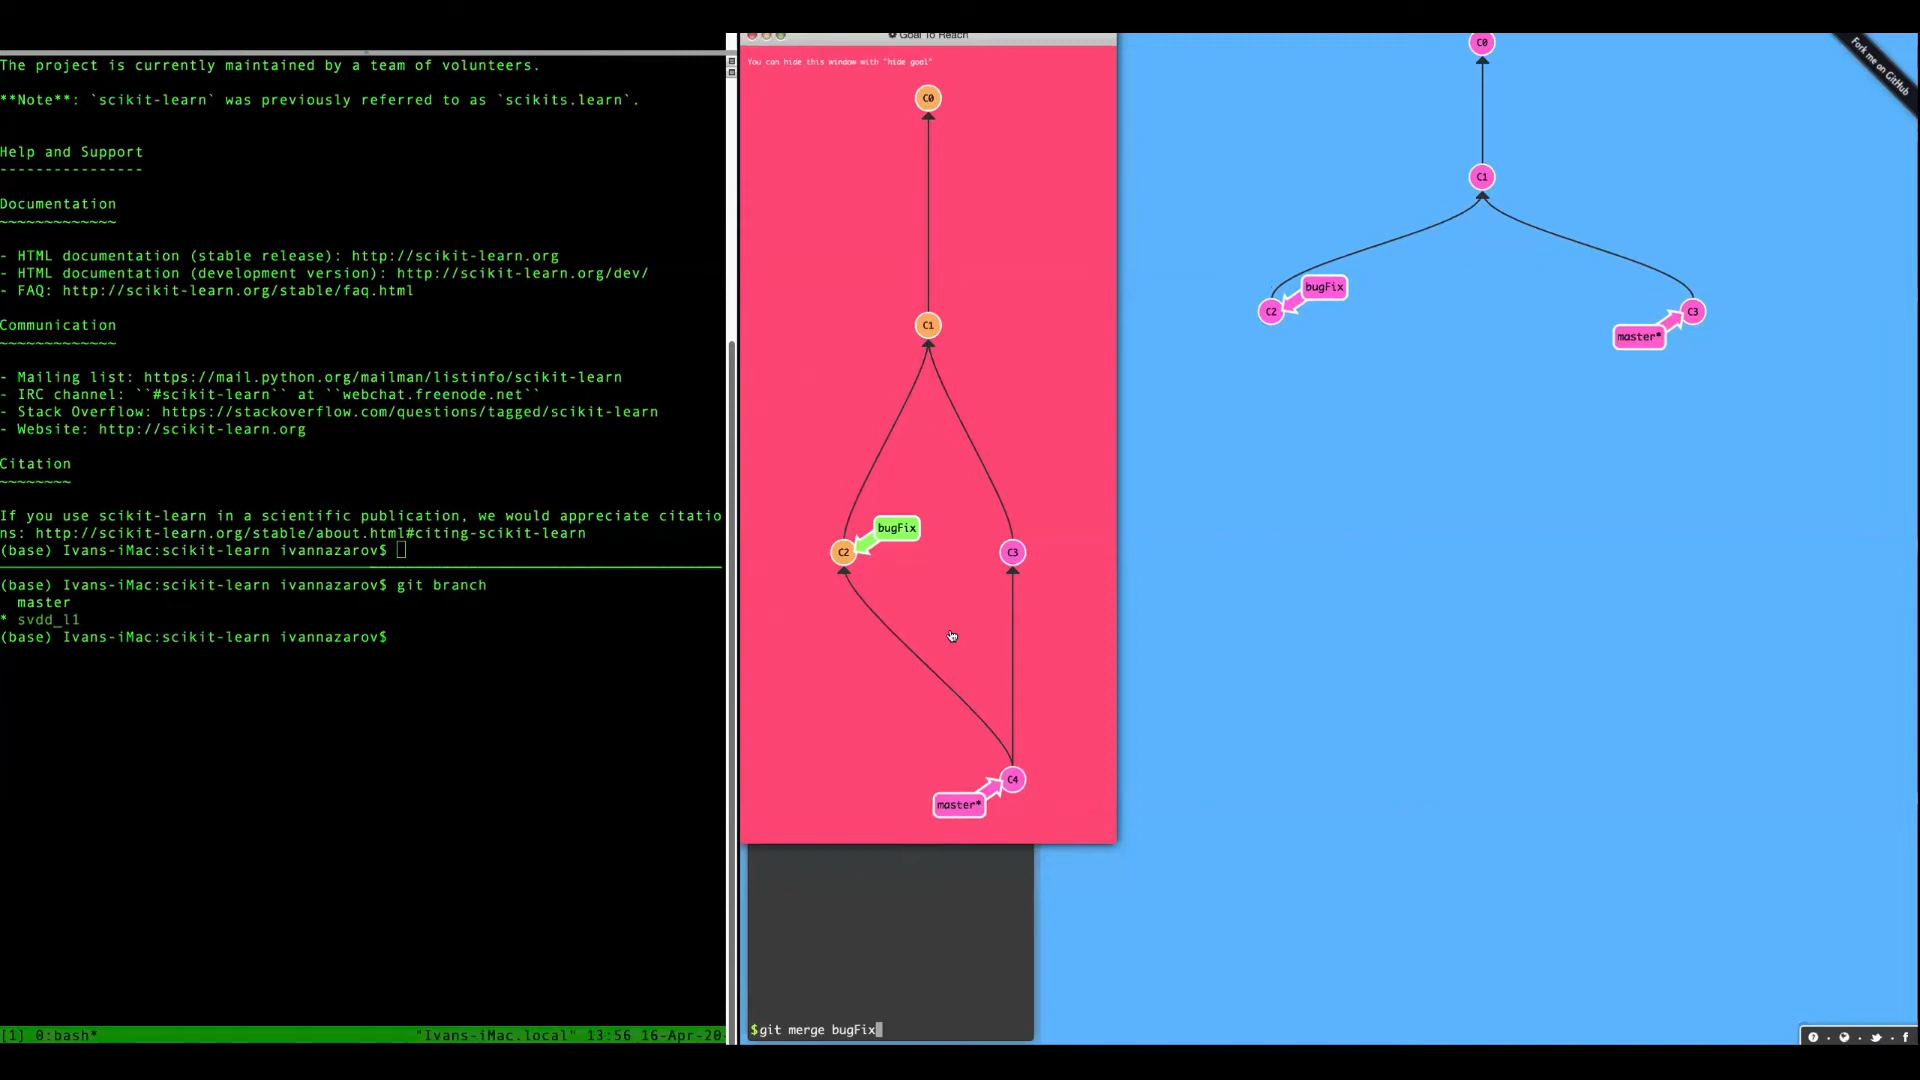 The project is currently maintained by a team of volunteers.
**Note**: `scikit-learn` was previously referred to as `scikits.learn`.
Help and Support
----------------
Documentation
~~~~~~~~~~~~~
- HTML documentation (stable release): http://scikit-learn.org
- HTML documentation (development version): http://scikit-learn.org/dev/
- FAQ: http://scikit-learn.org/stable/faq.html
Communication
~~~~~~~~~~~~~
- Mailing list: https://mail.python.org/mailman/listinfo/scikit-learn
- IRC channel: ``#scikit-learn`` at ``webchat.freenode.net``
- Stack Overflow: https://stackoverflow.com/questions/tagged/scikit-learn
- Website: http://scikit-learn.org
Citation
~~~~~~~~
If you use scikit-learn in a scientific publication, we would appreciate citatio
ns: http://scikit-learn.org/stable/about.html#citing-scikit-learn
(base) Ivans-iMac:scikit-learn ivannazarov$
(base) Ivans-iMac:scikit-learn ivannazarov$ git branch
  master
* svdd_l1
(base) Ivans-iMac:scikit-learn ivannazarov$
[1] 0:bash* "Ivans-iMac.local" 13:56 16-Apr-20
Goal To Reach
You can hide this window with "hide goal"
C0
C1
bugFix
C2
C3
C4
master*
$git merge bugFix
C0
C1
bugFix
C2
C3
master*
Fork me on GitHub